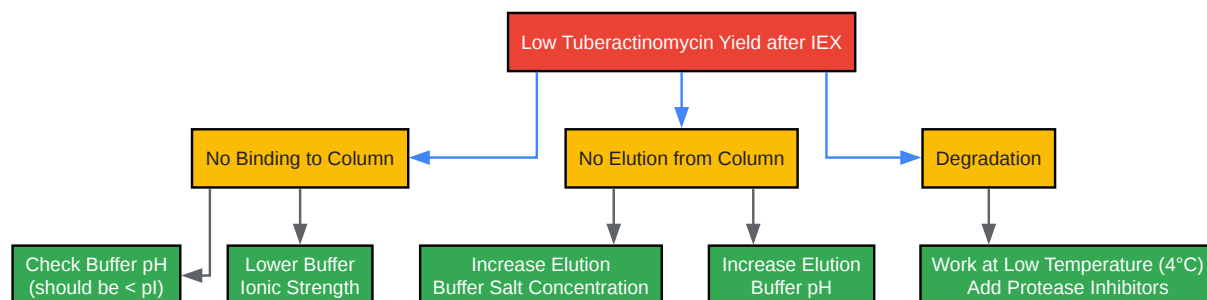 Low Tuberactinomycin Yield after IEX
No Binding to Column
No Elution from Column
Degradation
Check Buffer pH
(should be < pI)
Lower Buffer
Ionic Strength
Increase Elution
Buffer Salt Concentration
Increase Elution
Buffer pH
Work at Low Temperature (4°C)
Add Protease Inhibitors